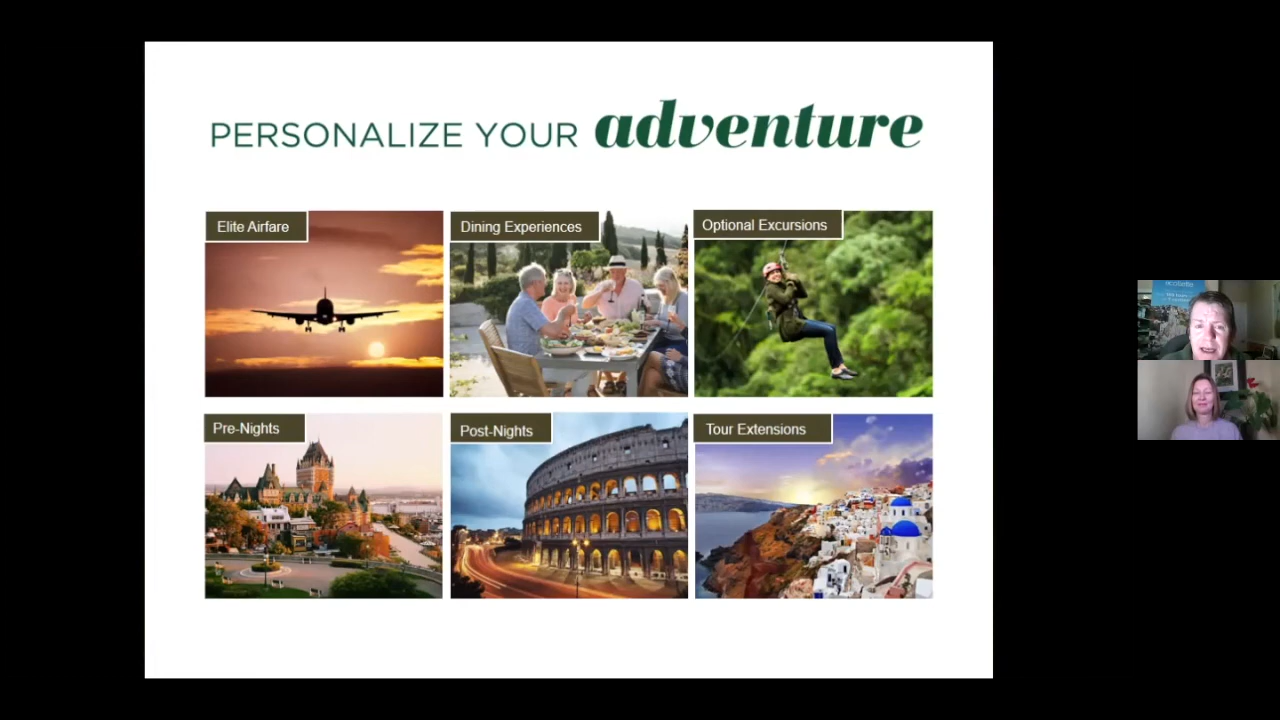 PERSONALIZE YOUR adventure
Elite Airfare
Dining Experiences
Optional Excursions
Pre-Nights
Post-Nights
Tour Extensions